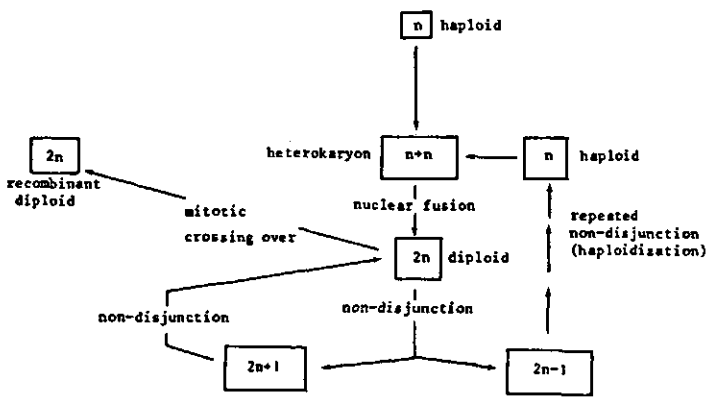 n haploid
heterokaryon n+n
n haploid
2n
recombinant
diploid
nuclear fusion
mitotic
crossing over
repeated
non-disjunction
(haploidization)
2n diploid
non-disjunction
non-disjunction
2n+1
2n-1